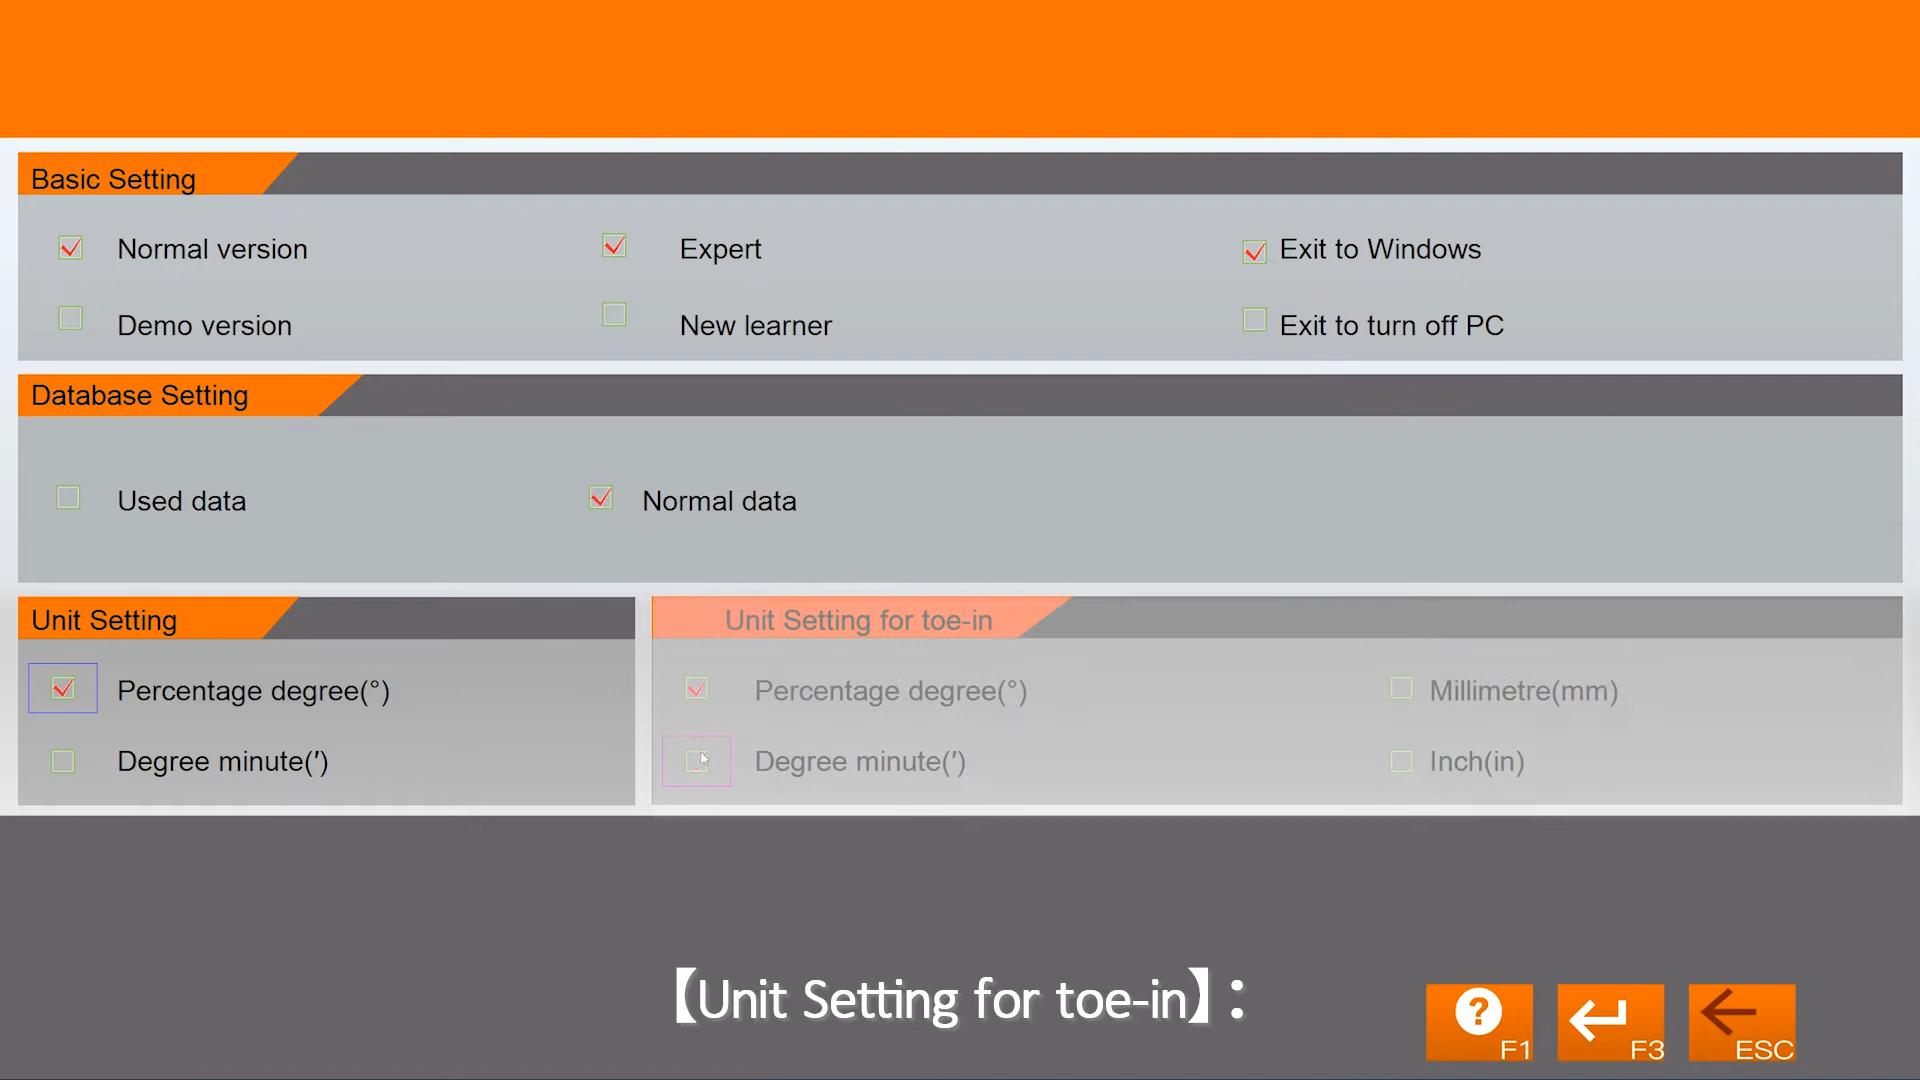 Basic Setting
Normal version
Expert
Exit to Windows
Demo version
New learner
Exit to turn off PC
Database Setting
Used data
Normal data
Unit Setting
Unit Setting for toe-in
Percentage degree(°)
Percentage degree(°)
Millimetre(mm)
Degree minute(′)
Degree minute(′)
Inch(in)
【Unit Setting for toe-in】：
? F1
F3
ESC